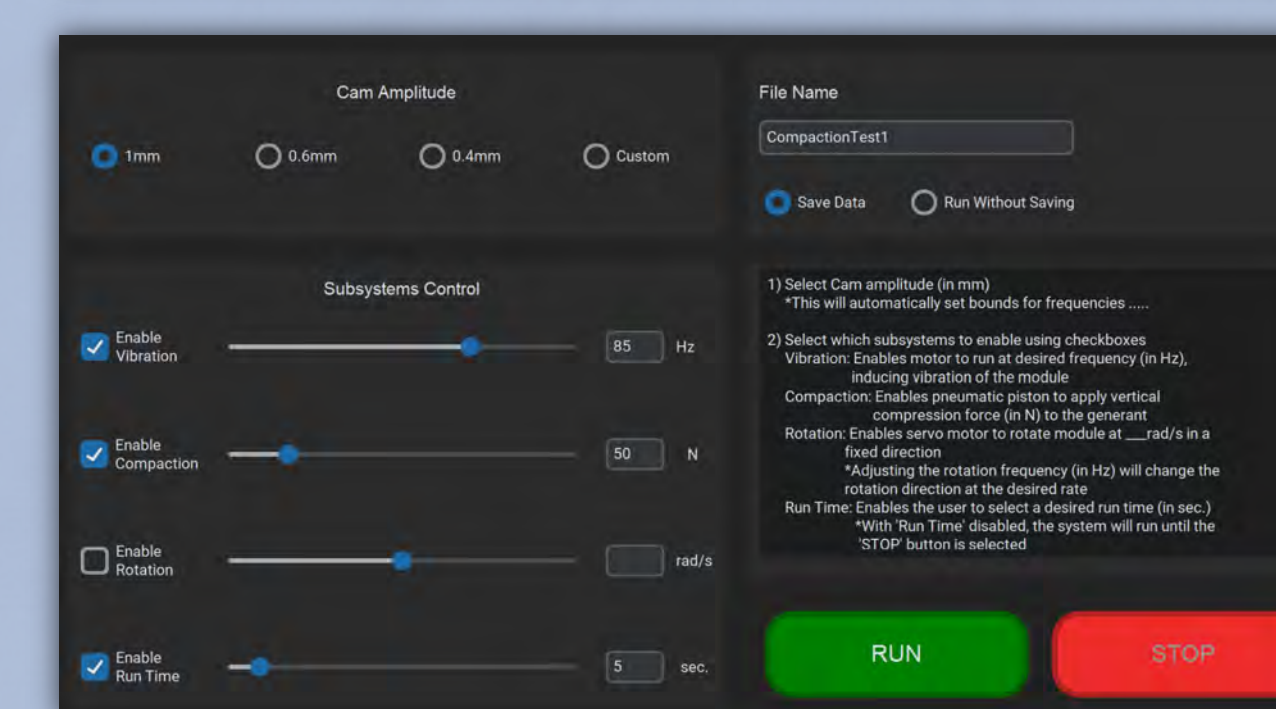 Cam Amplitude
1mm
0.6mm
0.4mm
Custom
File Name
CompactionTest1
Save Data
Run Without Saving
Subsystems Control
Enable
Vibration
85
Hz
Enable
Compaction
50
N
Enable
Rotation
rad/s
Enable
Run Time
5
sec.
1) Select Cam amplitude (in mm)
*This will automatically set bounds for frequencies .....
2) Select which subsystems to enable using checkboxes
Vibration: Enables motor to run at desired frequency (in Hz),
inducing vibration of the module
Compaction: Enables pneumatic piston to apply vertical
compression force (in N) to the generant
Rotation: Enables servo motor to rotate module at ___rad/s in a
fixed direction
*Adjusting the rotation frequency (in Hz) will change the
rotation direction at the desired rate
Run Time: Enables the user to select a desired run time (in sec.)
*With 'Run Time' disabled, the system will run until the
'STOP' button is selected
RUN
STOP